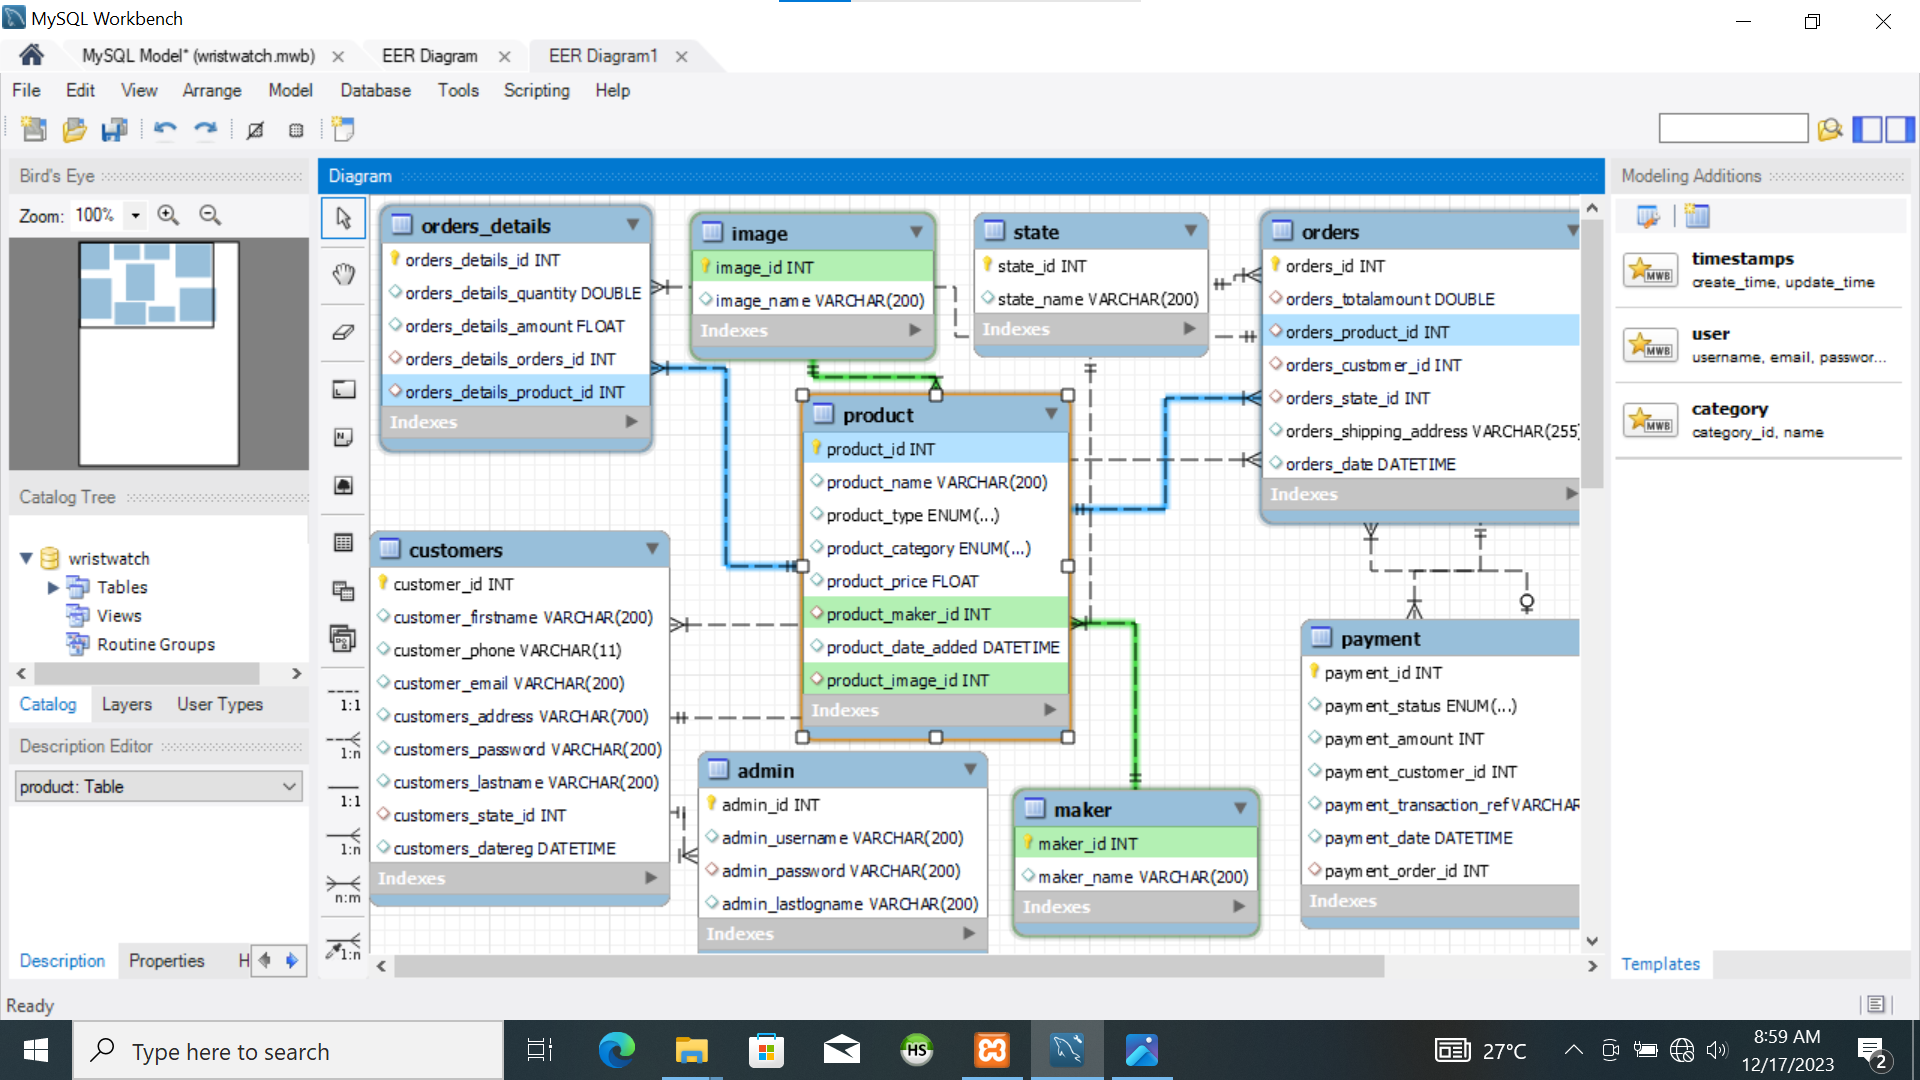 MySQL Workbench
MySQL Model* (wristwatch.mwb)
EER Diagram
EER Diagram1
File Edit View Arrange Model Database Tools Scripting Help
Bird's Eye
Zoom: 100%
Catalog Tree
wristwatch
Tables
Views
Routine Groups
Catalog Layers User Types
Description Editor
product: Table
Description Properties H
Ready
Diagram
1:1
1:n
1:1
1:n
n:m
1:n
orders_details
orders_details_id INT
orders_details_quantity DOUBLE
orders_details_amount FLOAT
orders_details_orders_id INT
orders_details_product_id INT
Indexes
image
image_id INT
image_name VARCHAR(200)
Indexes
state
state_id INT
state_name VARCHAR(200)
Indexes
orders
orders_id INT
orders_totalamount DOUBLE
orders_product_id INT
orders_customer_id INT
orders_state_id INT
orders_shipping_address VARCHAR(255)
orders_date DATETIME
Indexes
product
product_id INT
product_name VARCHAR(200)
product_type ENUM(...)
product_category ENUM(...)
product_price FLOAT
product_maker_id INT
product_date_added DATETIME
product_image_id INT
Indexes
customers
customer_id INT
customer_firstname VARCHAR(200)
customer_phone VARCHAR(11)
customer_email VARCHAR(200)
customers_address VARCHAR(700)
customers_password VARCHAR(200)
customers_lastname VARCHAR(200)
customers_state_id INT
customers_datereg DATETIME
Indexes
admin
admin_id INT
admin_username VARCHAR(200)
admin_password VARCHAR(200)
admin_lastlogname VARCHAR(200)
Indexes
maker
maker_id INT
maker_name VARCHAR(200)
Indexes
payment
payment_id INT
payment_status ENUM(...)
payment_amount INT
payment_customer_id INT
payment_transaction_ref VARCHAR
payment_date DATETIME
payment_order_id INT
Indexes
Modeling Additions
MWB
timestamps
create_time, update_time
MWB
user
username, email, passwor...
MWB
category
category_id, name
Templates
Type here to search
HS
27°C
8:59 AM
12/17/2023
2